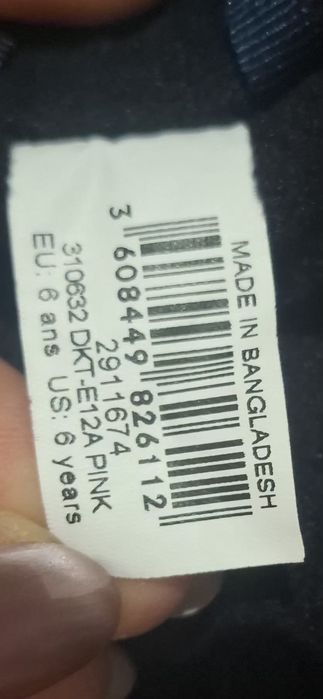 MADE IN BANGLADESH
3 608449 826112
2911674
310632 DKT-E12A PINK
EU: 6 ans US: 6 years